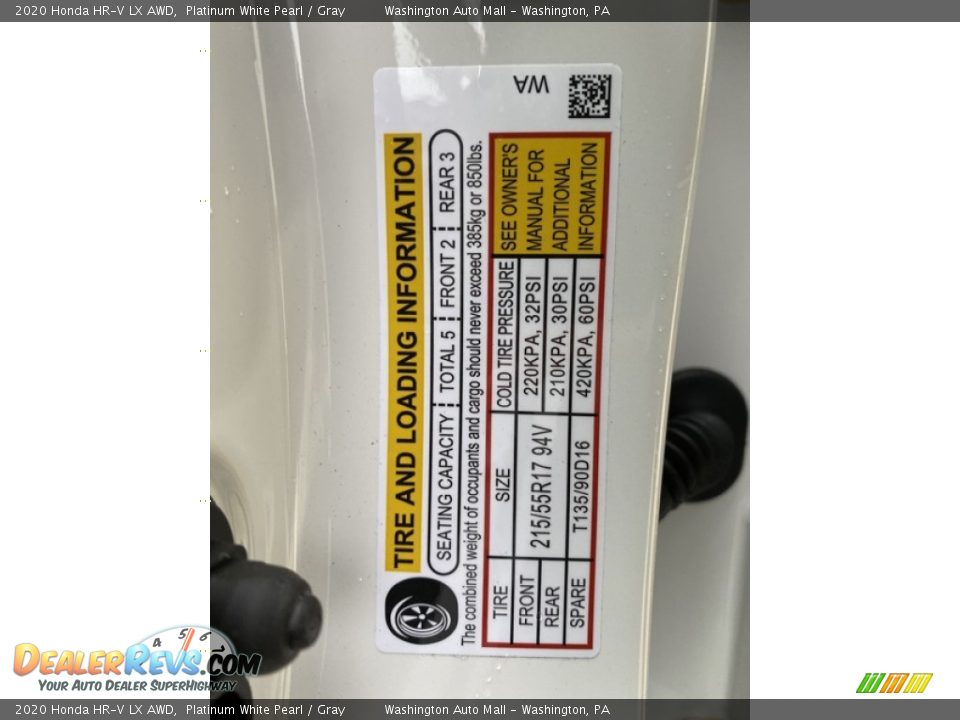 2020 Honda HR-V LX AWD, Platinum White Pearl / Gray Washington Auto Mall - Washington, PA
WA
TIRE AND LOADING INFORMATION
SEATING CAPACITY TOTAL 5 FRONT 2 REAR 3
The combined weight of occupants and cargo should never exceed 385kg or 850lbs.
TIRE SIZE COLD TIRE PRESSURE
FRONT 215/55R17 94V 220KPA, 32PSI
REAR 210KPA, 30PSI
SPARE T135/90D16 420KPA, 60PSI
SEE OWNER'S
MANUAL FOR
ADDITIONAL
INFORMATION
4 5 6
DEALERREVS.COM
YOUR AUTO DEALER SUPERHIGHWAY
2020 Honda HR-V LX AWD, Platinum White Pearl / Gray Washington Auto Mall - Washington, PA